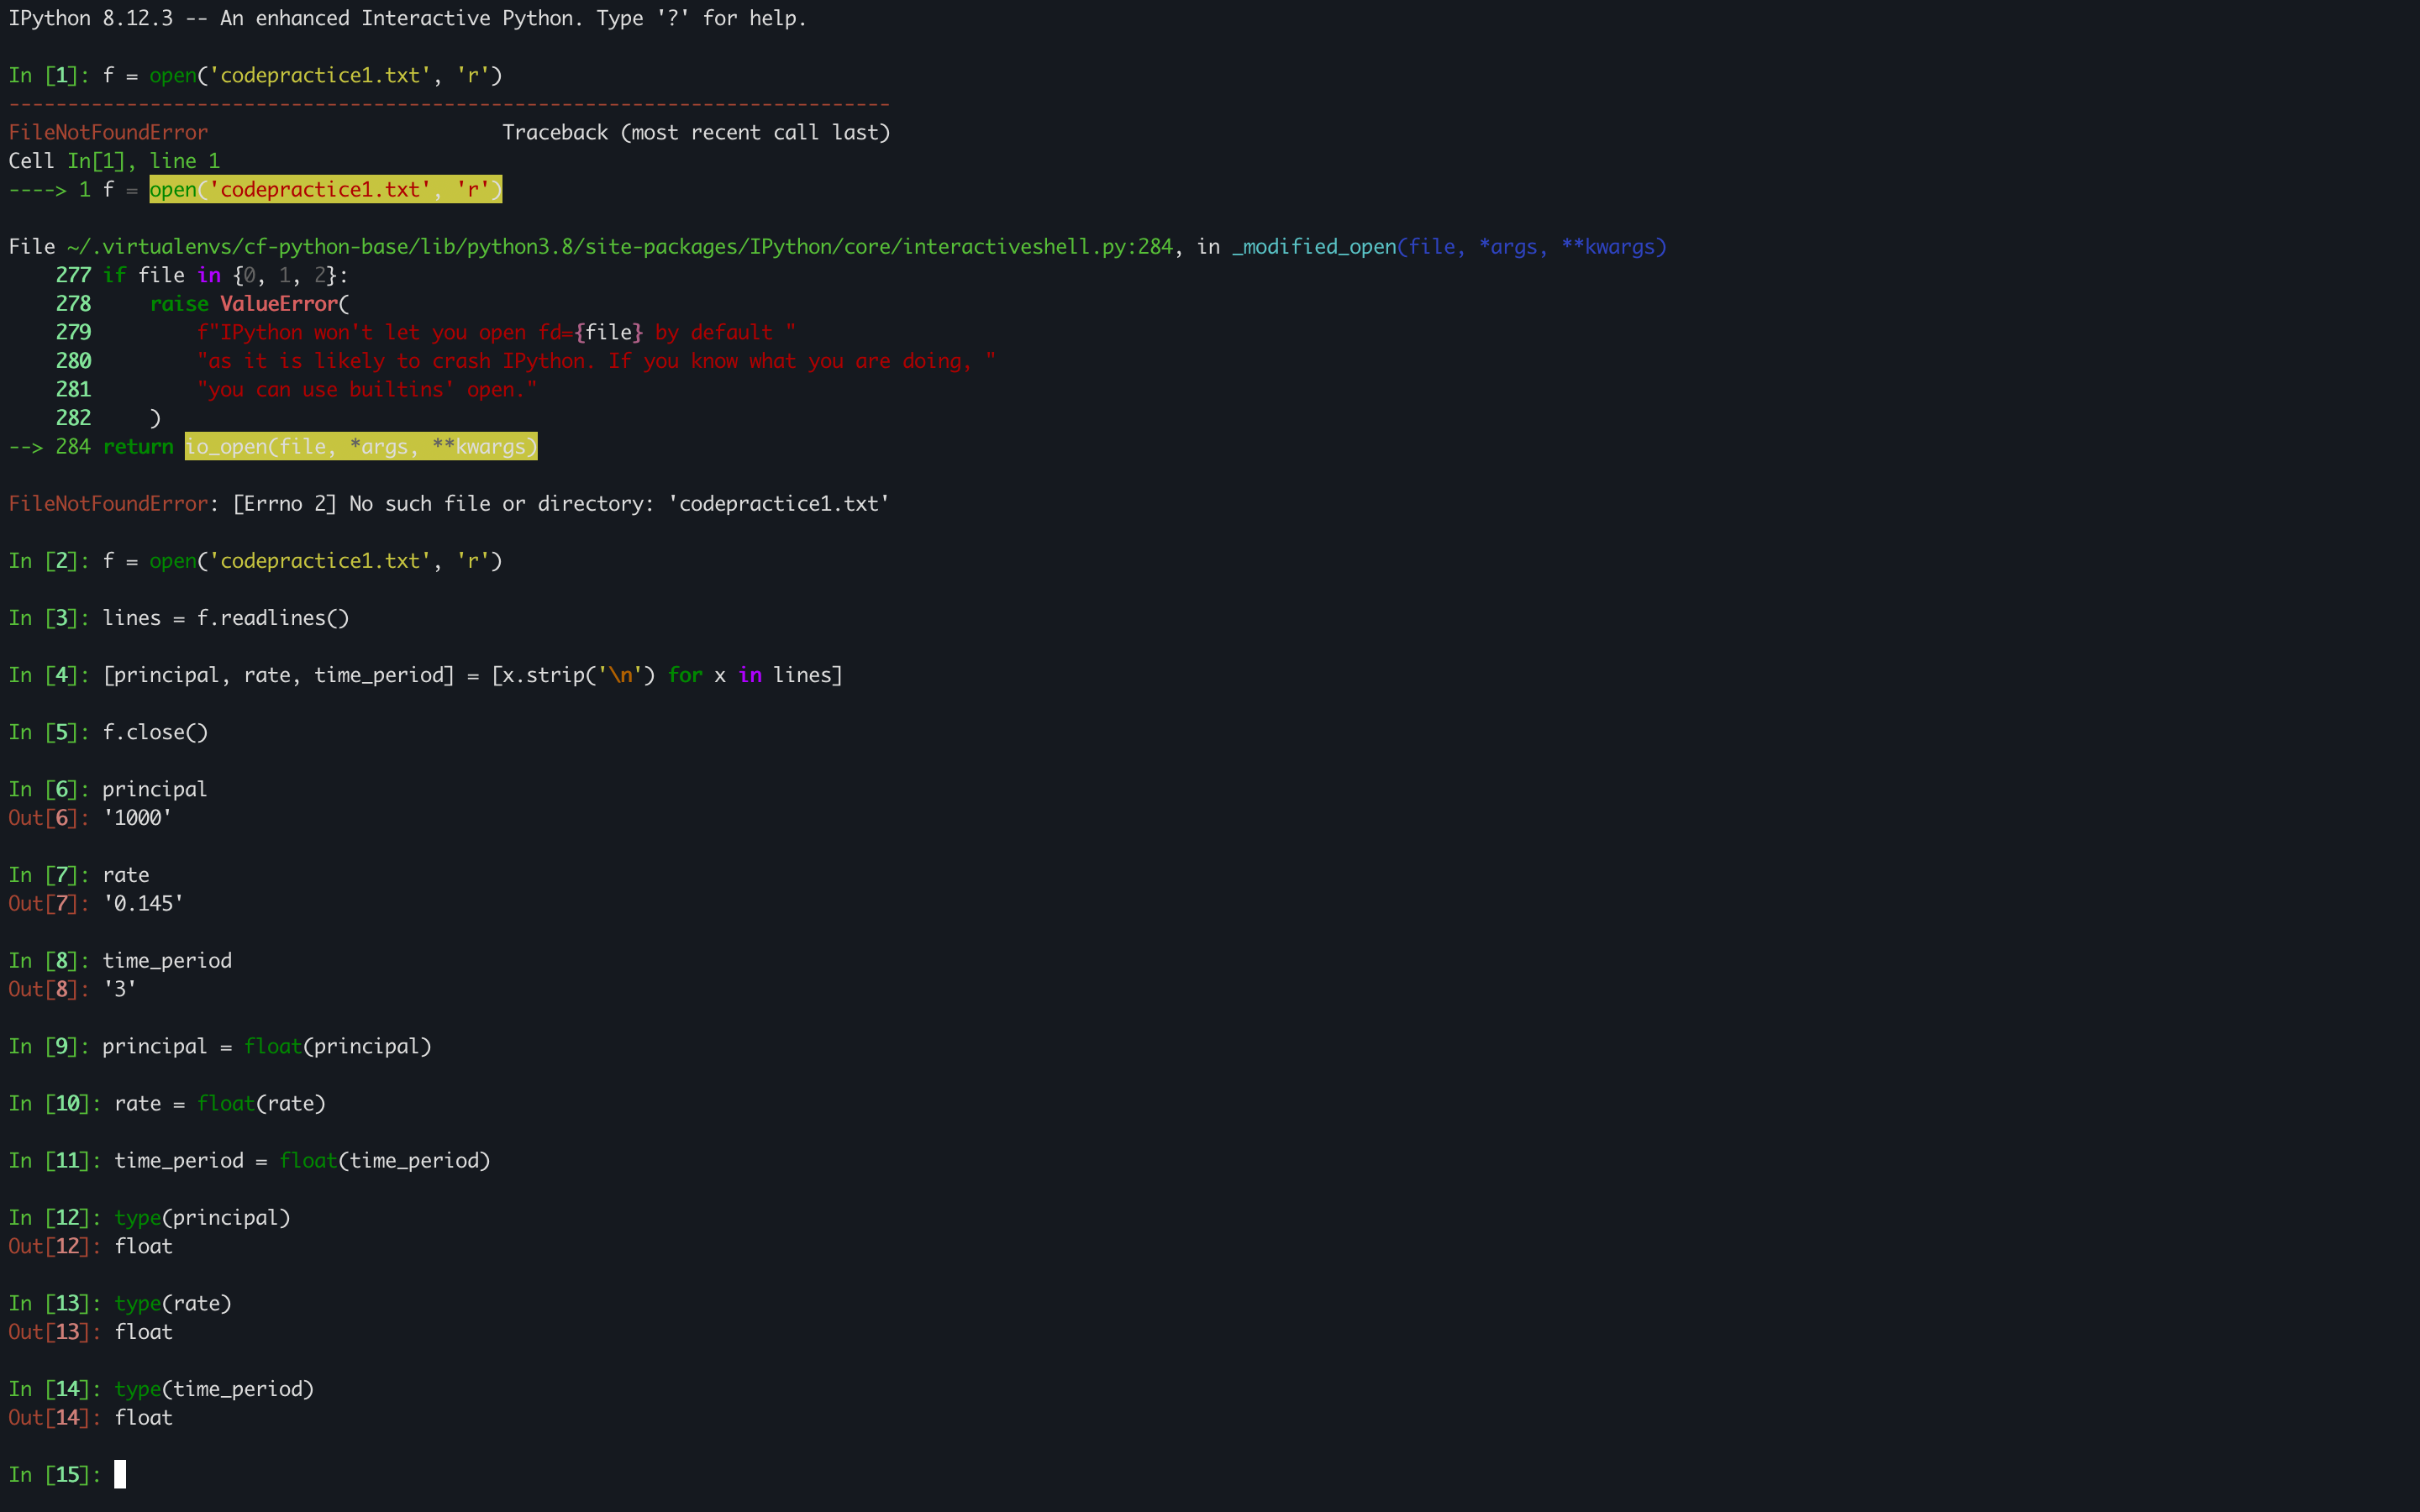 IPython 8.12.3 -- An enhanced Interactive Python. Type '?' for help.
In [1]: f = open('codepractice1.txt', 'r')
---------------------------------------------------------------------------
FileNotFoundError                         Traceback (most recent call last)
Cell In[1], line 1
----> 1 f = open('codepractice1.txt', 'r')
File ~/.virtualenvs/cf-python-base/lib/python3.8/site-packages/IPython/core/interactiveshell.py:284, in _modified_open(file, *args, **kwargs)
    277 if file in {0, 1, 2}:
    278     raise ValueError(
    279         f"IPython won't let you open fd={file} by default "
    280         "as it is likely to crash IPython. If you know what you are doing, "
    281         "you can use builtins' open."
    282     )
--> 284 return io_open(file, *args, **kwargs)
FileNotFoundError: [Errno 2] No such file or directory: 'codepractice1.txt'
In [2]: f = open('codepractice1.txt', 'r')
In [3]: lines = f.readlines()
In [4]: [principal, rate, time_period] = [x.strip('\n') for x in lines]
In [5]: f.close()
In [6]: principal
Out[6]: '1000'
In [7]: rate
Out[7]: '0.145'
In [8]: time_period
Out[8]: '3'
In [9]: principal = float(principal)
In [10]: rate = float(rate)
In [11]: time_period = float(time_period)
In [12]: type(principal)
Out[12]: float
In [13]: type(rate)
Out[13]: float
In [14]: type(time_period)
Out[14]: float
In [15]: